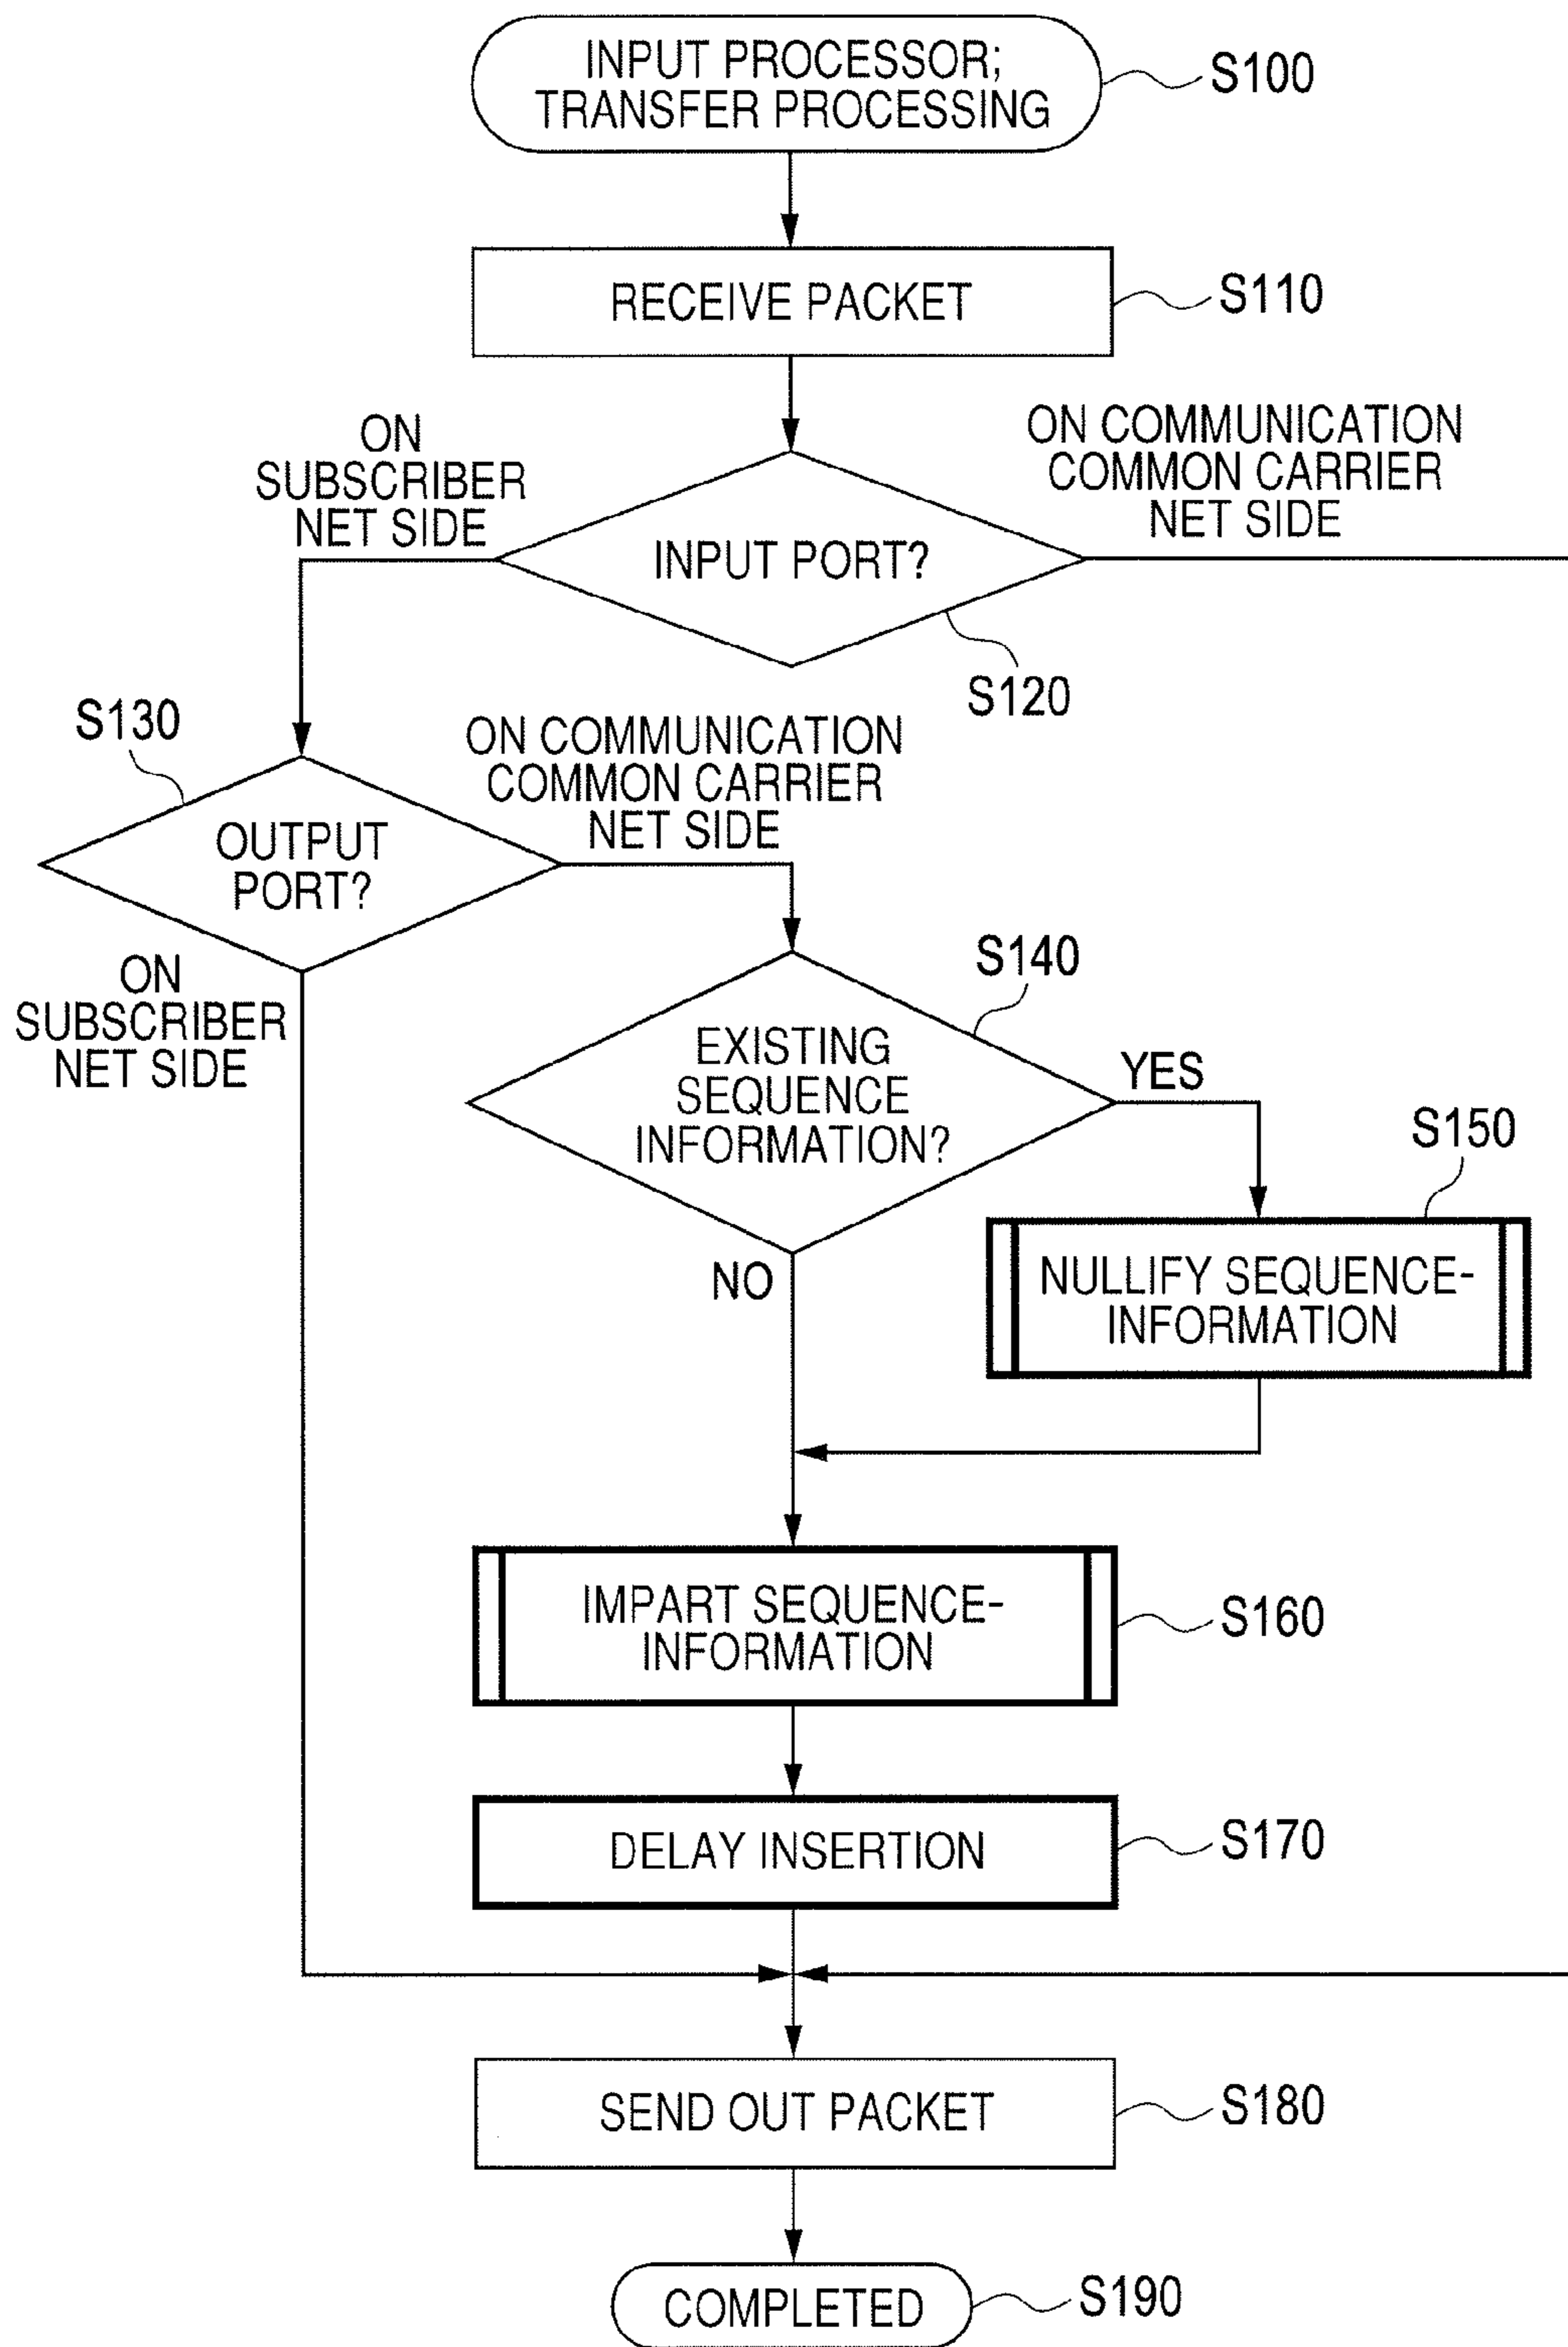 INPUT PROCESSOR;
TRANSFER PROCESSING
S100
RECEIVE PACKET
S110
ON
SUBSCRIBER
NET SIDE
ON COMMUNICATION
COMMON CARRIER
NET SIDE
INPUT PORT?
S120
S130
ON COMMUNICATION
COMMON CARRIER
NET SIDE
OUTPUT
PORT?
ON
SUBSCRIBER
NET SIDE
S140
EXISTING
SEQUENCE
INFORMATION?
YES
S150
NO
NULLIFY SEQUENCE-
INFORMATION
IMPART SEQUENCE-
INFORMATION
S160
DELAY INSERTION
S170
SEND OUT PACKET
S180
COMPLETED
S190